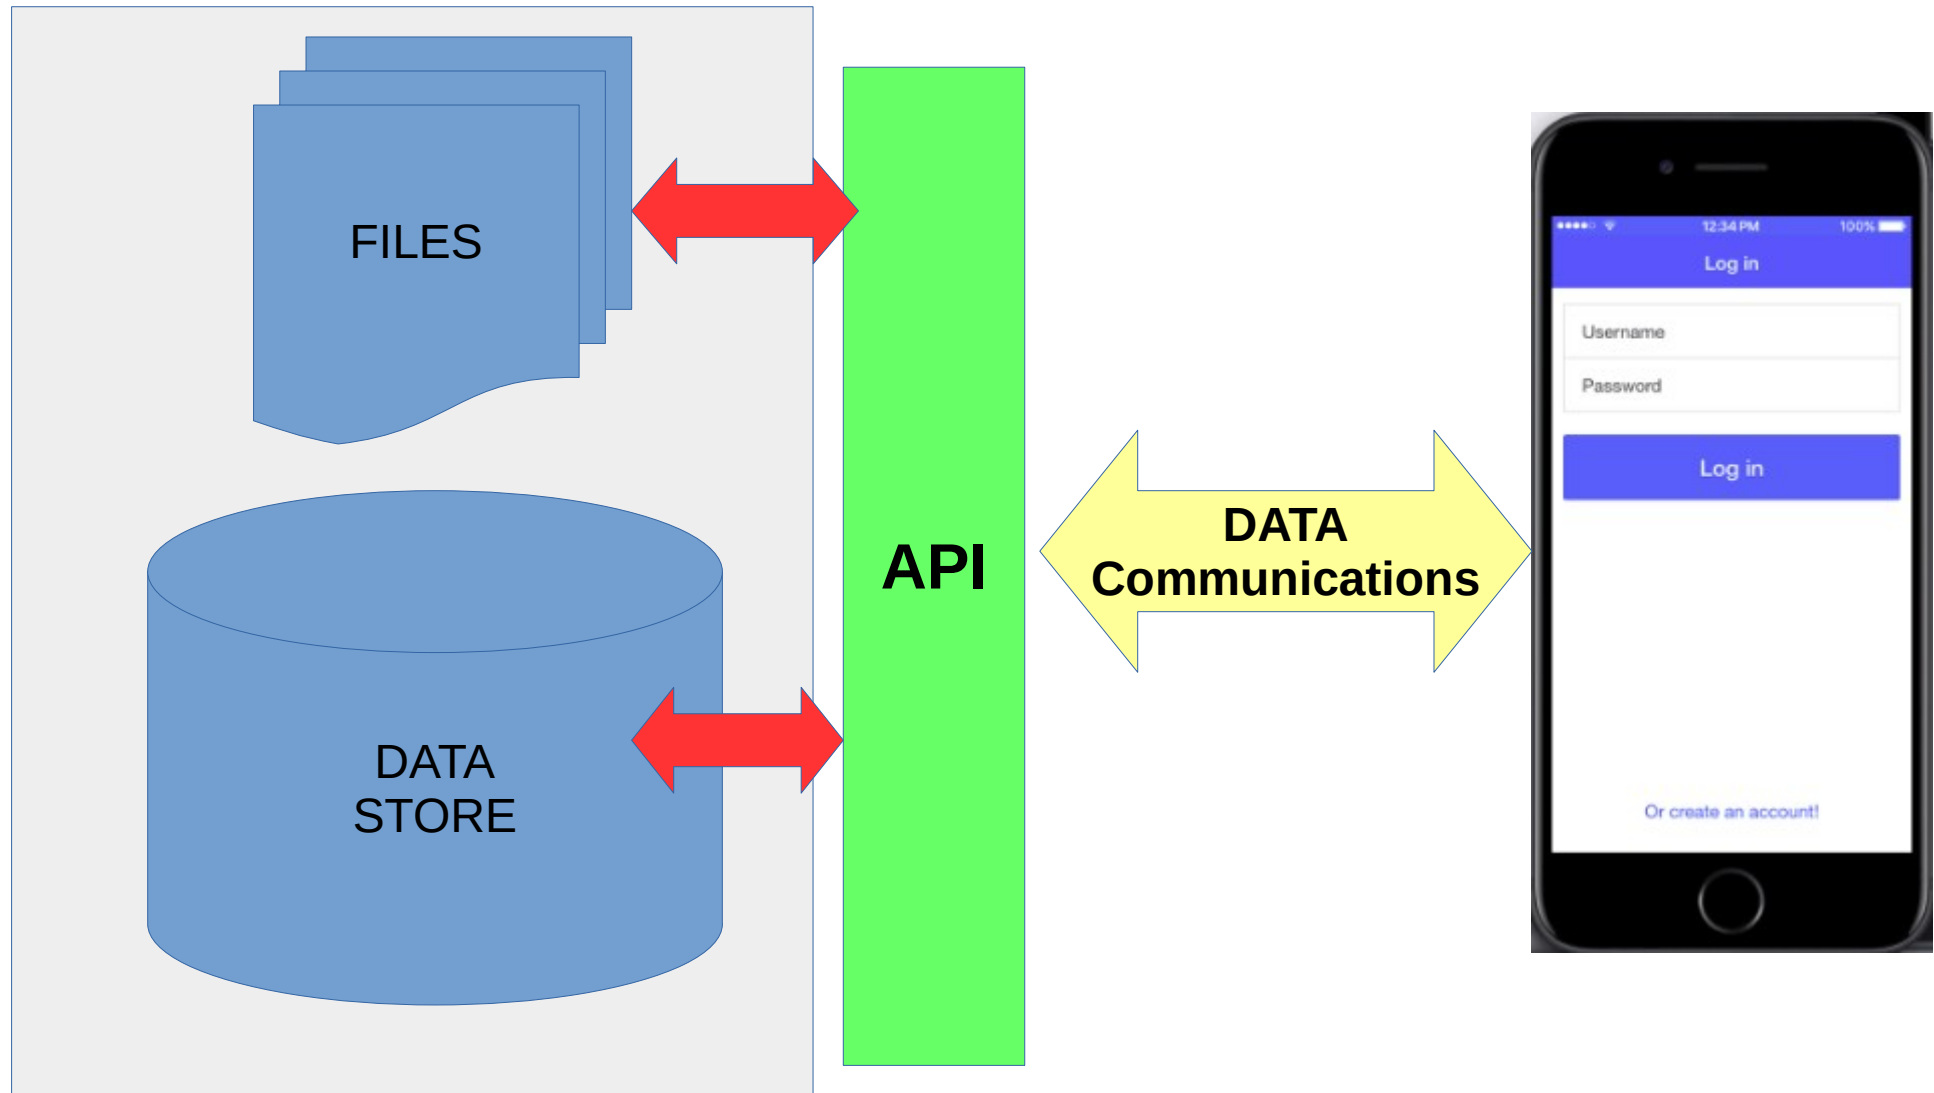 FILES
DATA
STORE
API
DATA
Communications
12:34 PM
100%
Log in
Username
Password
Log in
Or create an account!